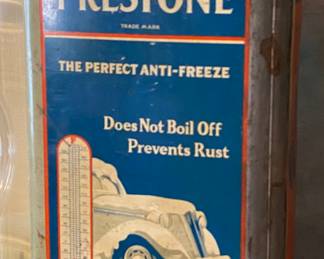 PRESTONE
TRADE MARK
THE PERFECT ANTI-FREEZE
Does Not Boil Off
Prevents Rust